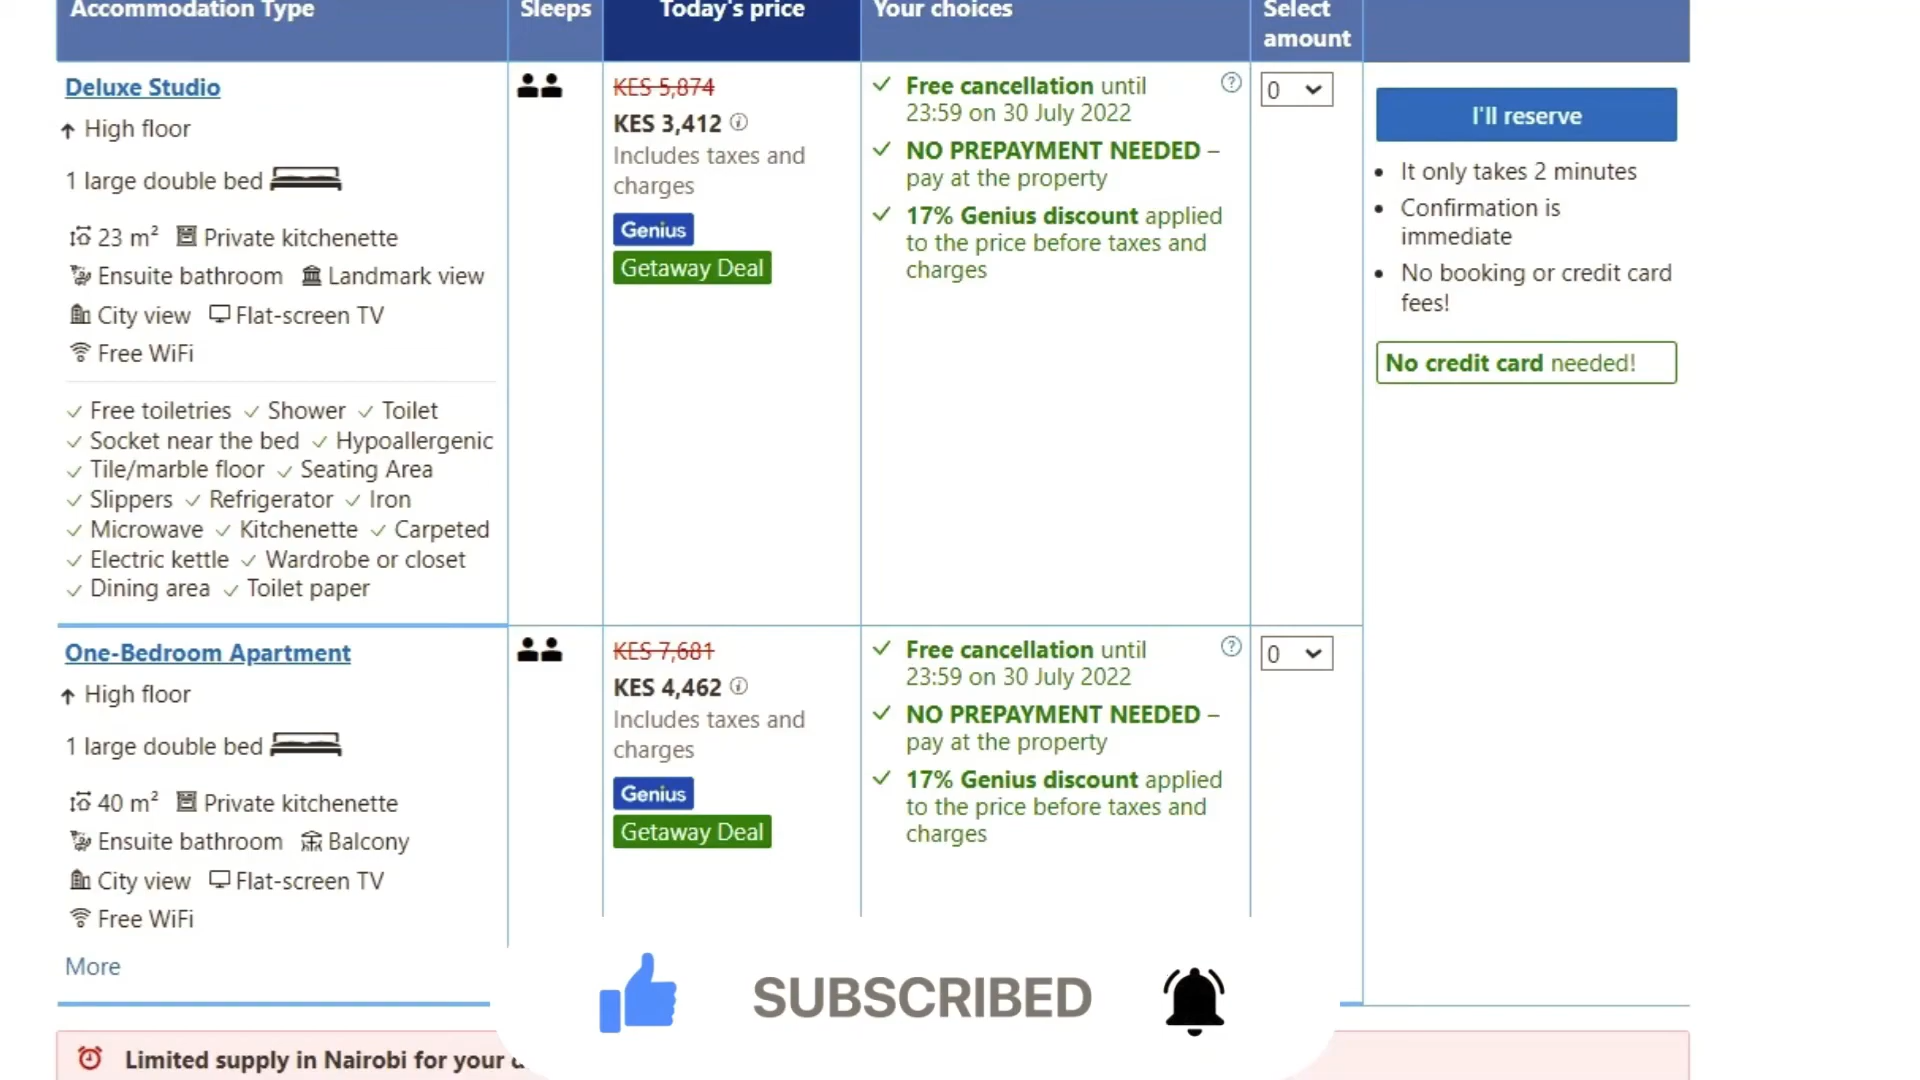 Accommodation Type
Sleeps
Today's price
Your choices
Select
amount
Deluxe Studio
High floor
1 large double bed
23 m² Private kitchenette
Ensuite bathroom Landmark view
City view Flat-screen TV
Free WiFi
Free toiletries Shower Toilet
Socket near the bed Hypoallergenic
Tile/marble floor Seating Area
Slippers Refrigerator Iron
Microwave Kitchenette Carpeted
Electric kettle Wardrobe or closet
Dining area Toilet paper
KES 5,874
KES 3,412
Includes taxes and
charges
Genius
Getaway Deal
Free cancellation until
23:59 on 30 July 2022
NO PREPAYMENT NEEDED –
pay at the property
17% Genius discount applied
to the price before taxes and
charges
0
I'll reserve
• It only takes 2 minutes
• Confirmation is
immediate
• No booking or credit card
fees!
No credit card needed!
One-Bedroom Apartment
High floor
1 large double bed
40 m² Private kitchenette
Ensuite bathroom Balcony
City view Flat-screen TV
Free WiFi
More
KES 7,681
KES 4,462
Includes taxes and
charges
Genius
Getaway Deal
Free cancellation until
23:59 on 30 July 2022
NO PREPAYMENT NEEDED –
pay at the property
17% Genius discount applied
to the price before taxes and
charges
0
SUBSCRIBED
Limited supply in Nairobi for your